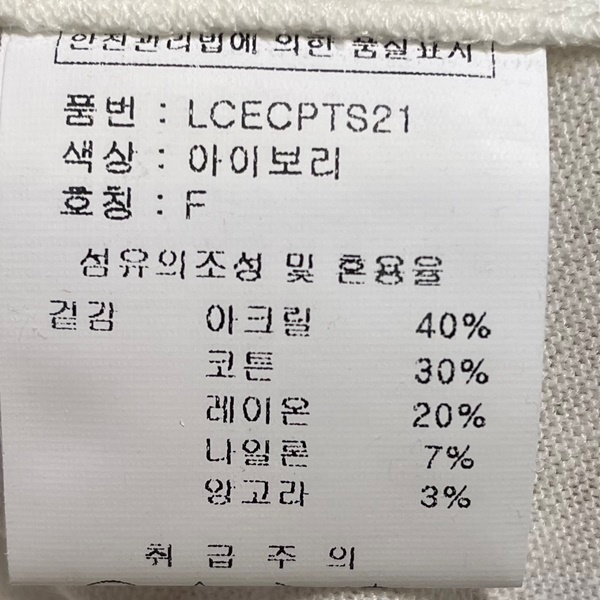 안전관리법에 의한 품질표시
품번 : LCECPTS21
색상 : 아이보리
호칭 : F
섬유의조성 및 혼용율
겉감 아크릴 40%
코튼 30%
레이온 20%
나일론 7%
앙고라 3%
취급주의